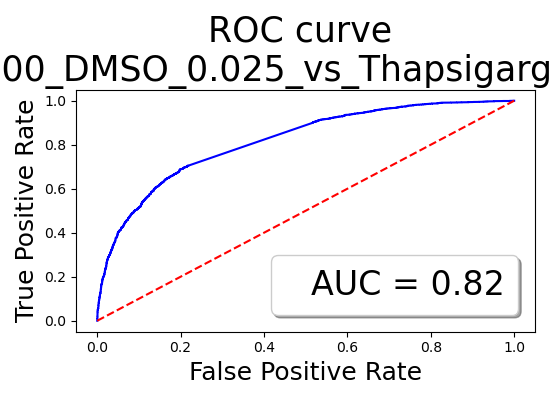 ROC curve
00_DMSO_0.025_vs_Thapsigarg
True Positive Rate
1.0
0.8
0.6
0.4
0.2
0.0
AUC = 0.82
0.0 0.2 0.4 0.6 0.8 1.0
False Positive Rate